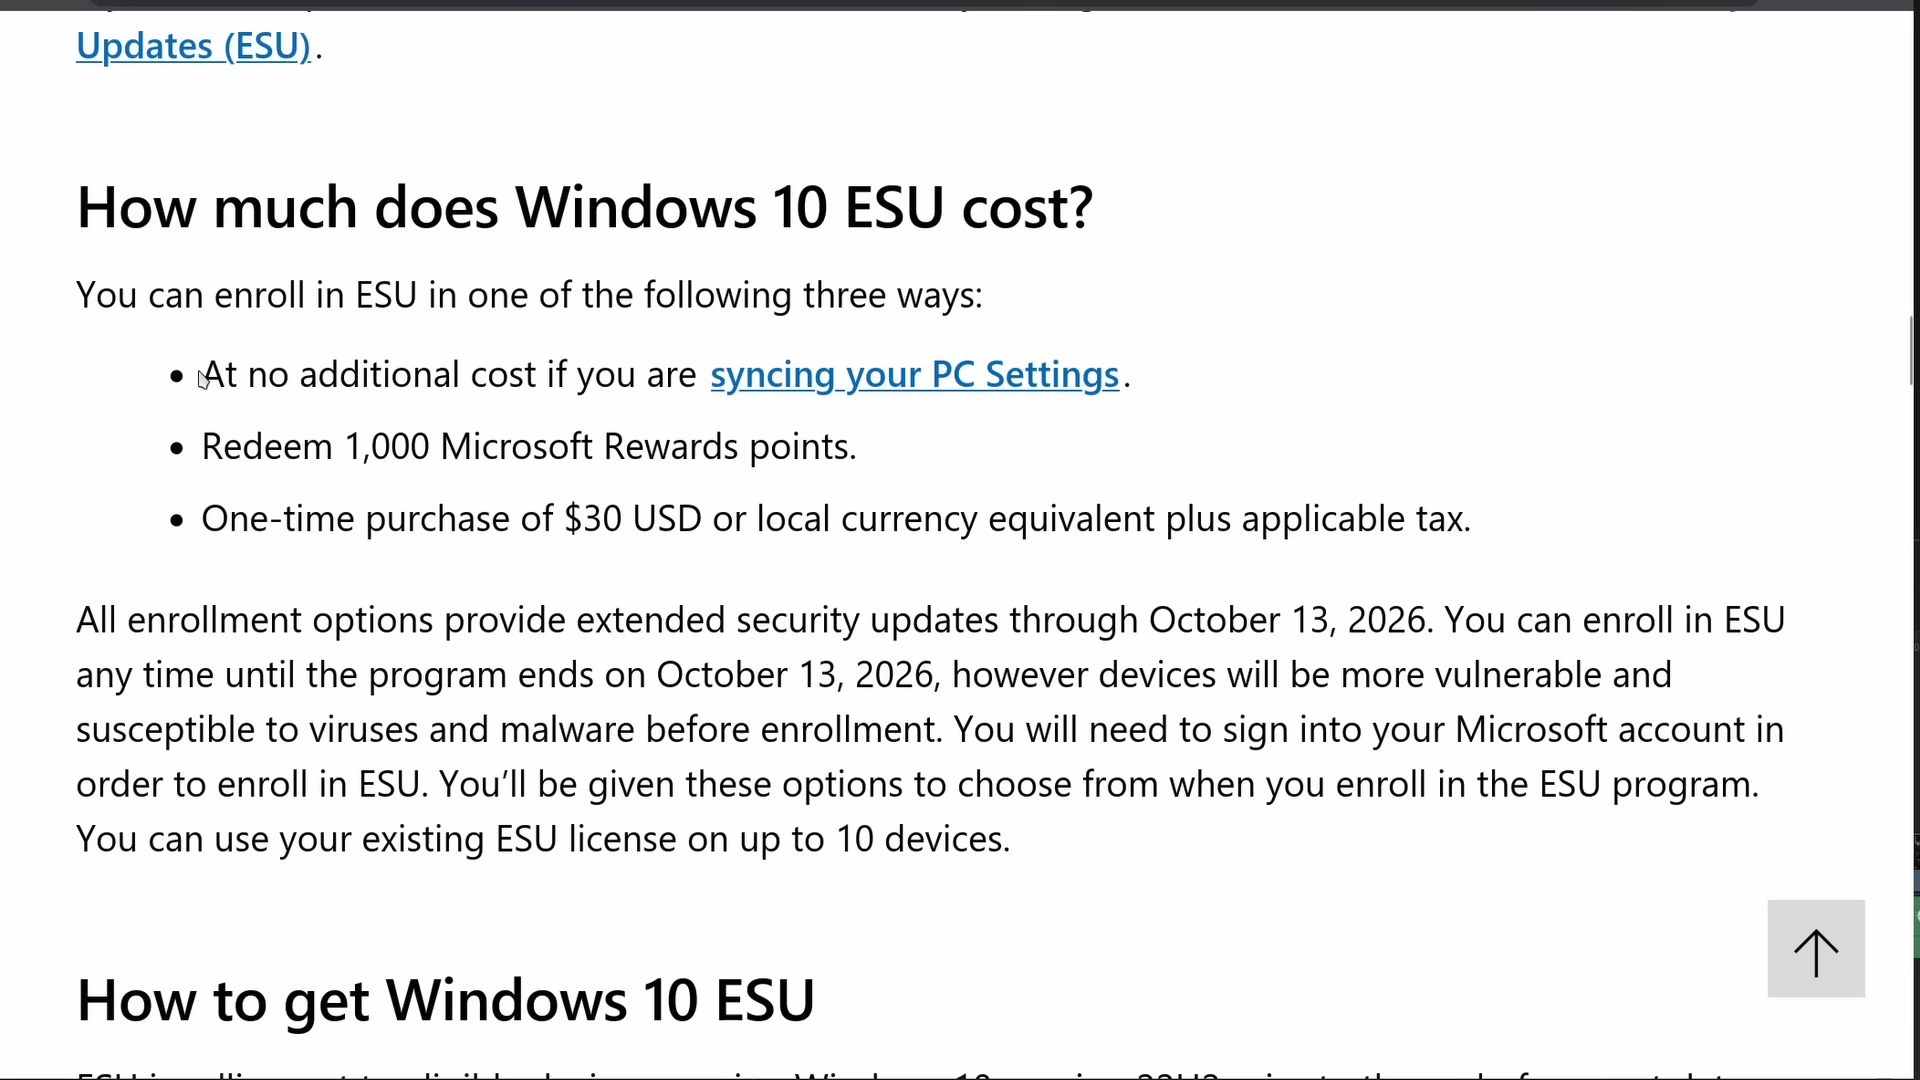 Updates (ESU).
How much does Windows 10 ESU cost?
You can enroll in ESU in one of the following three ways:
• At no additional cost if you are syncing your PC Settings.
• Redeem 1,000 Microsoft Rewards points.
• One-time purchase of $30 USD or local currency equivalent plus applicable tax.
All enrollment options provide extended security updates through October 13, 2026. You can enroll in ESU
any time until the program ends on October 13, 2026, however devices will be more vulnerable and
susceptible to viruses and malware before enrollment. You will need to sign into your Microsoft account in
order to enroll in ESU. You’ll be given these options to choose from when you enroll in the ESU program.
You can use your existing ESU license on up to 10 devices.
How to get Windows 10 ESU